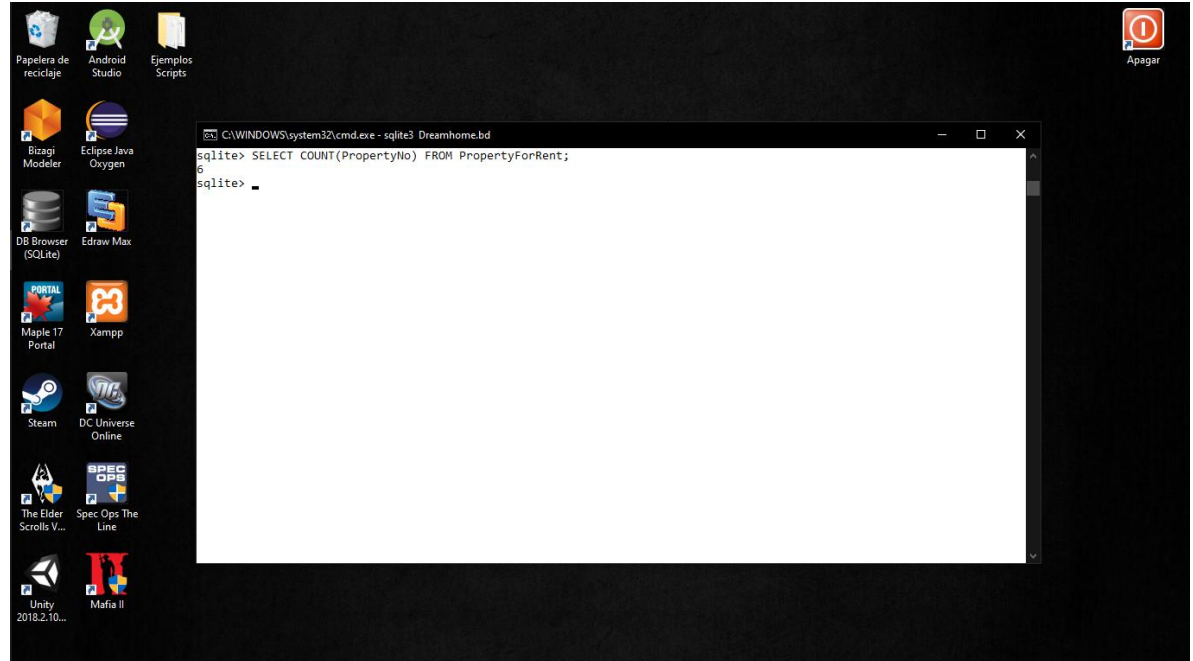 Papelera de
reciclaje
Android
Studio
Ejemplos
Scripts
Apagar
Bizagi
Modeler
Eclipse Java
Oxygen
C:\WINDOWS\system32\cmd.exe - sqlite3 Dreamhome.bd
sqlite> SELECT COUNT(PropertyNo) FROM PropertyForRent;
6
sqlite>
DB Browser
(SQLite)
Edraw Max
PORTAL
Maple 17
Portal
Xampp
Steam
DC
DC Universe
Online
SPEC
OPS
The Elder
Scrolls V...
Spec Ops The
Line
Unity
2018.2.10...
Mafia II